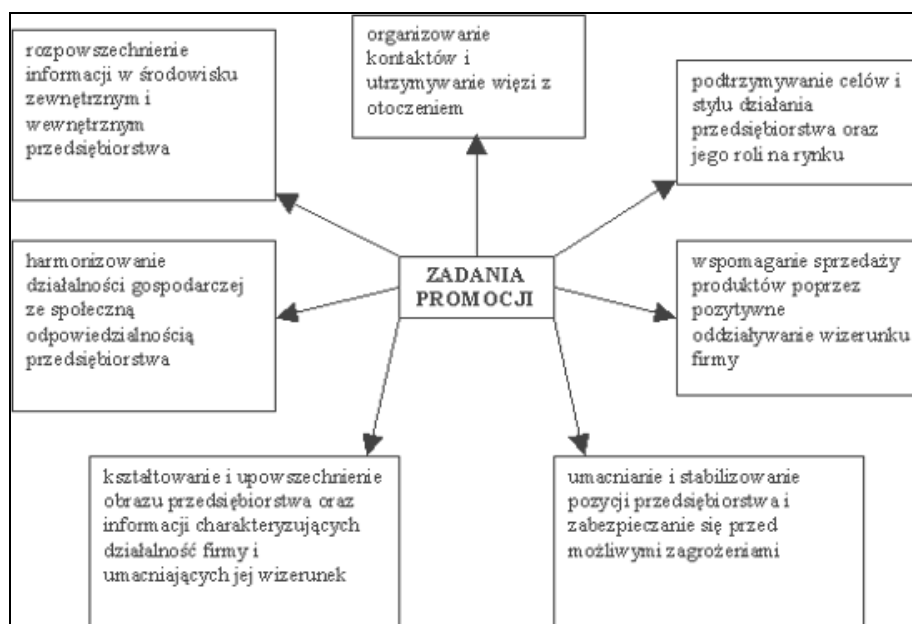 rozpowszechnienie
informacji w środowisku
zewnętrznym i
wewnętrznym
przedsiębiorstwa
organizowanie
kontaktów i
utrzymywanie więzi z
otoczeniem
podtrzymywanie celów i
stylu działania
przedsiębiorstwa oraz
jego roli na rynku
harmonizowanie
działalności gospodarczej
ze społeczną
odpowiedzialnością
przedsiębiorstwa
ZADANIA
PROMOCJI
wspomaganie sprzedaży
produktów poprzez
pozytywne
oddziaływanie wizerunku
firmy
kształtowanie i upowszechnienie
obrazu przedsiębiorstwa oraz
informacji charakteryzujących
działalność firmy i
umacniających jej wizerunek
umacnianie i stabilizowanie
pozycji przedsiębiorstwa i
zabezpieczanie się przed
możliwymi zagrożeniami